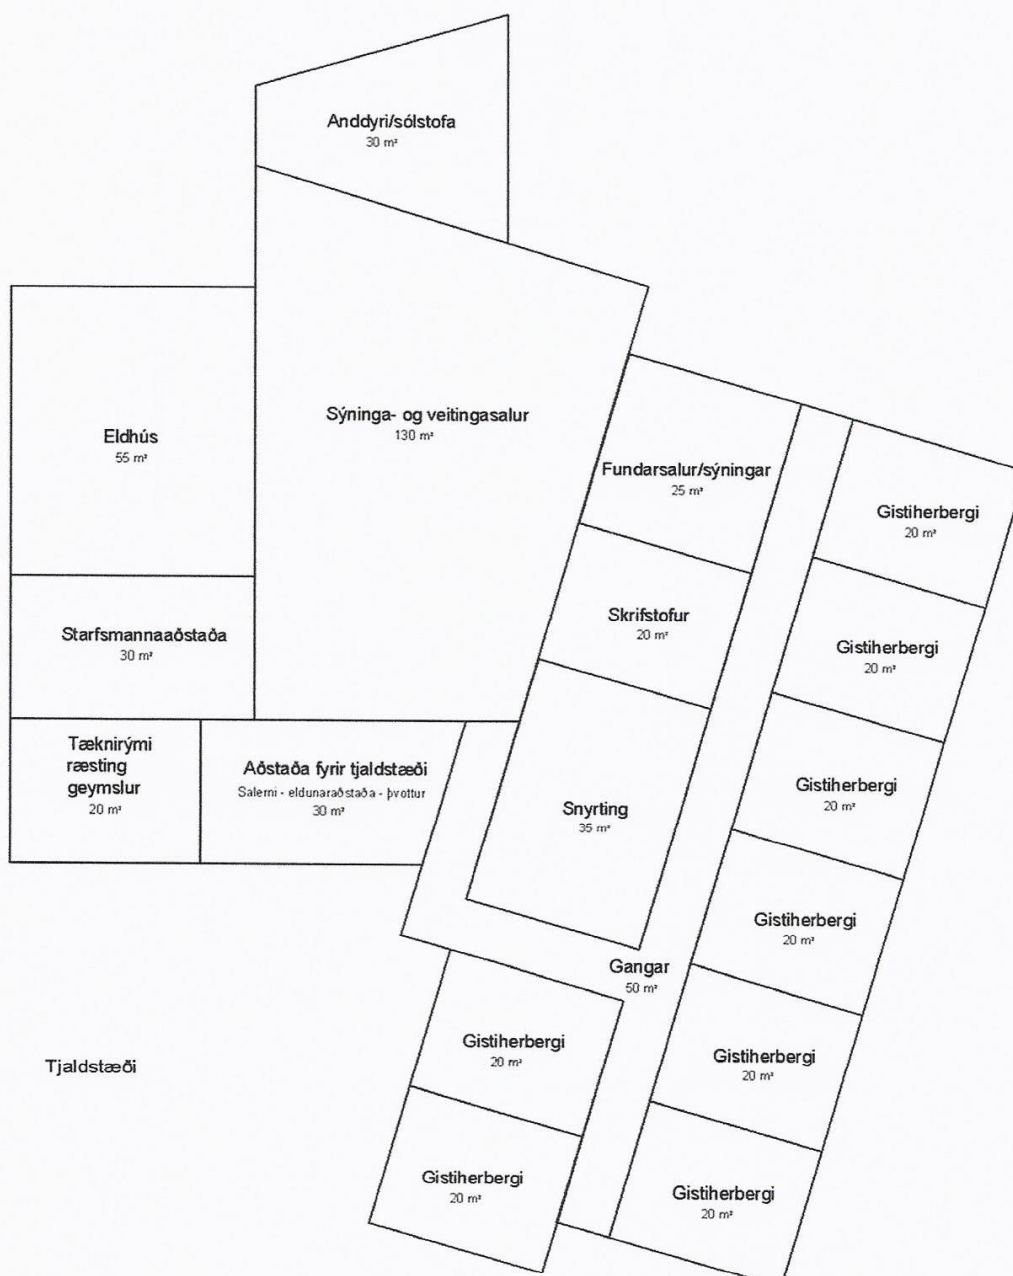 Anddyri/sólstofa
30 m²
Sýninga- og veitingasalur
130 m²
Eldhús
55 m²
Fundarsalur/sýningar
25 m²
Gistiherbergi
20 m²
Starfsmannaaðstaða
30 m²
Skrifstofur
20 m²
Gistiherbergi
20 m²
Tæknirými
ræsting
geymslur
20 m²
Aðstaða fyrir tjaldstæði
Salerni - eldunaraðstaða - þvottur
30 m²
Snyrting
35 m²
Gistiherbergi
20 m²
Gistiherbergi
20 m²
Gangar
50 m²
Gistiherbergi
20 m²
Gistiherbergi
20 m²
Tjaldstæði
Gistiherbergi
20 m²
Gistiherbergi
20 m²